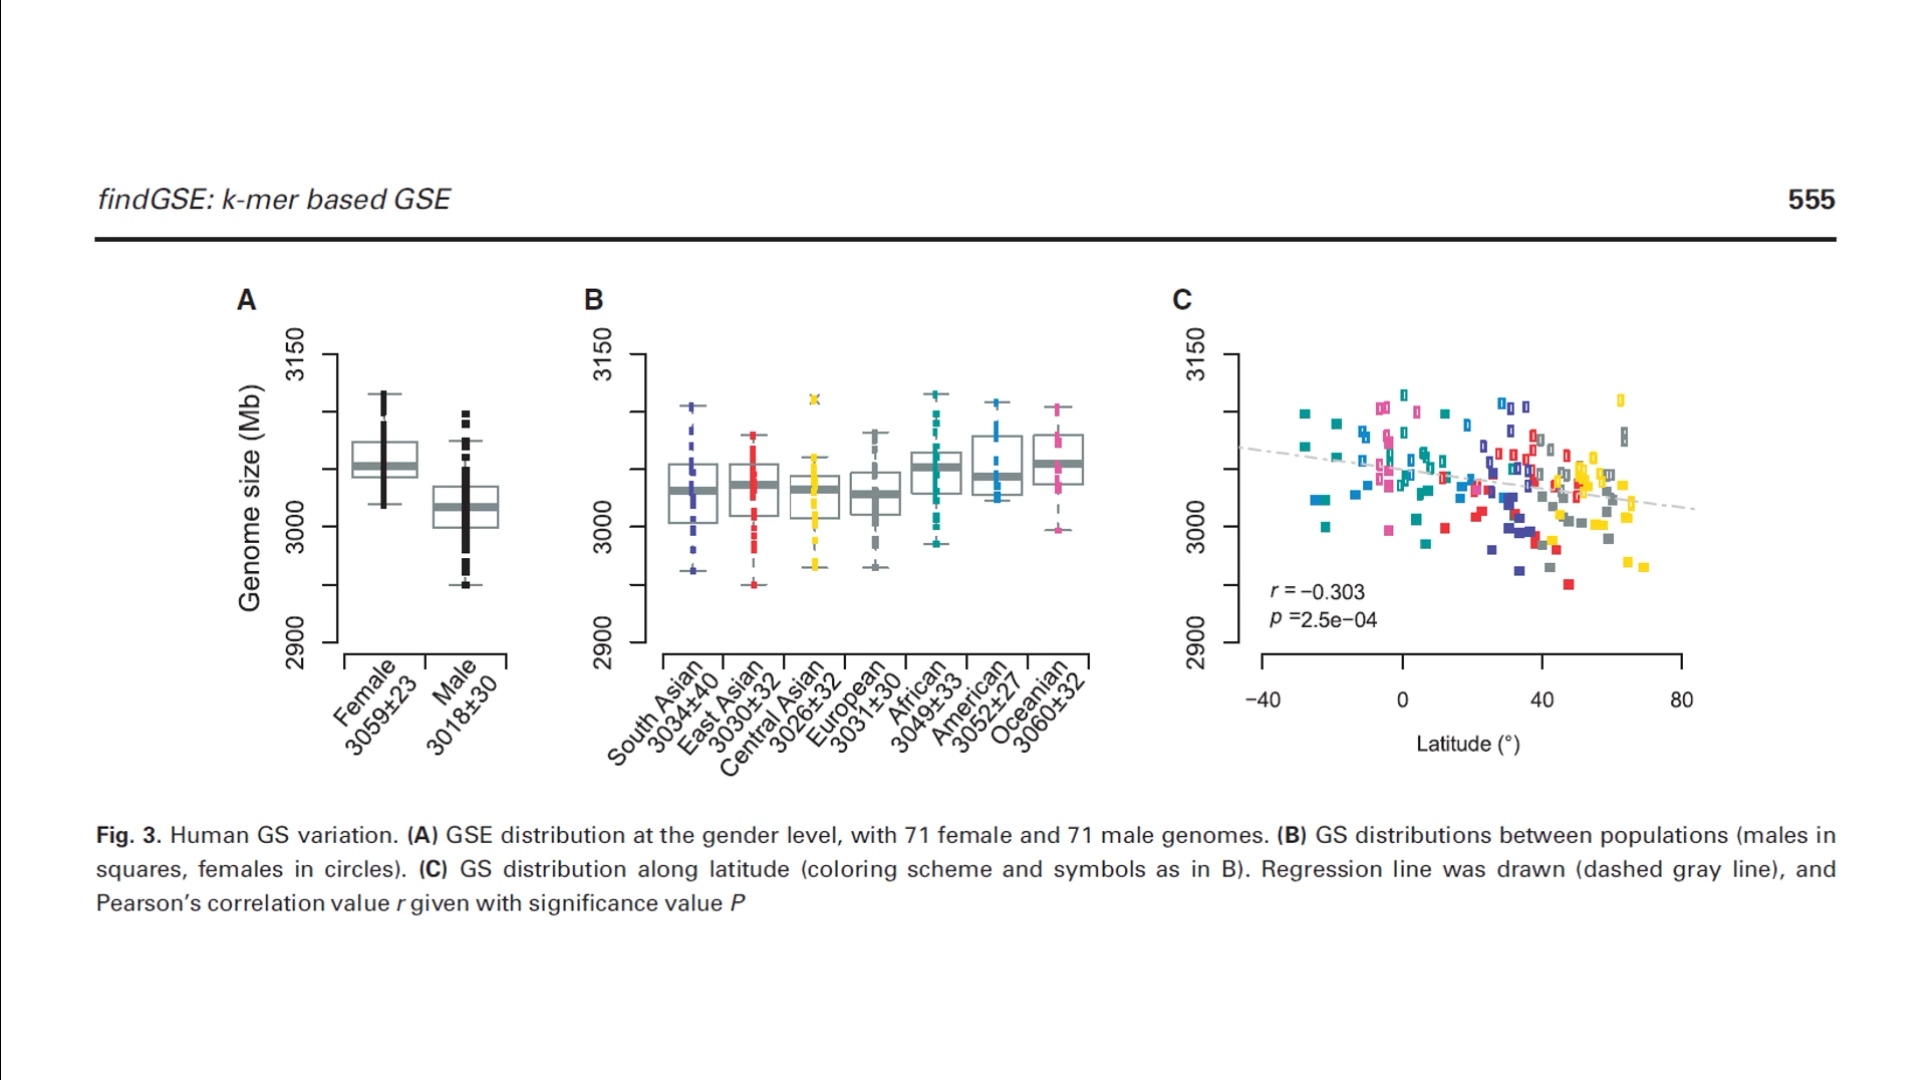 findGSE: k-mer based GSE
555
A
B
C
Genome size (Mb)
3150
3000
2900
Female
3059±23
Male
3018±30
3150
3000
2900
South Asian
3034±40
East Asian
3030±32
Central Asian
3026±32
European
3031±30
African
3049±33
American
3052±27
Oceanian
3060±32
3150
3000
2900
r = −0.303
p =2.5e−04
−40
0
40
80
Latitude (°)
Fig. 3. Human GS variation. (A) GSE distribution at the gender level, with 71 female and 71 male genomes. (B) GS distributions between populations (males in
squares, females in circles). (C) GS distribution along latitude (coloring scheme and symbols as in B). Regression line was drawn (dashed gray line), and
Pearson’s correlation value r given with significance value P